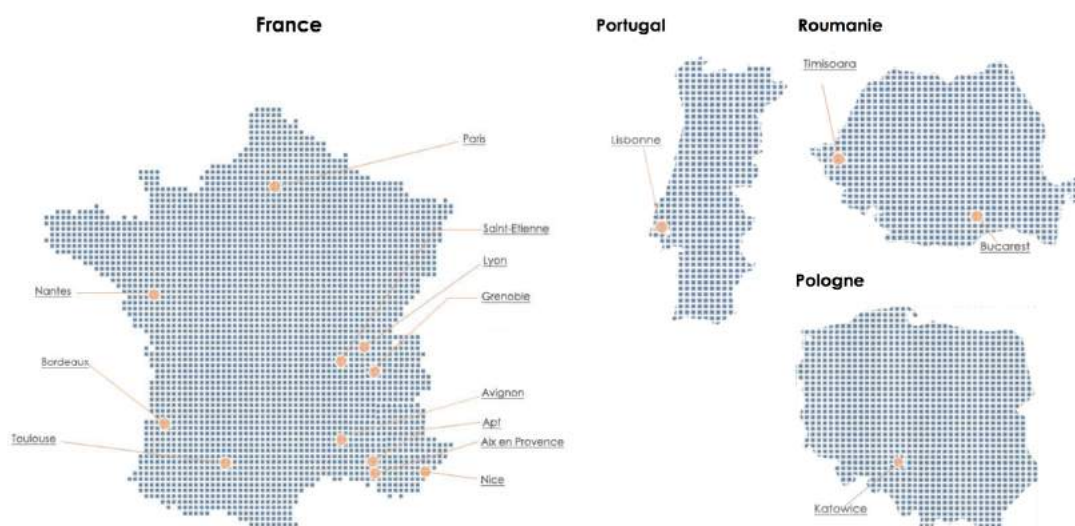 France
Portugal
Roumanie
Timisoara
Paris
Lisbonne
Saint-Etienne
Bucarest
Lyon
Pologne
Nantes
Grenoble
Bordeaux
Avignon
Apt
Toulouse
Aix en Provence
Nice
Katowice